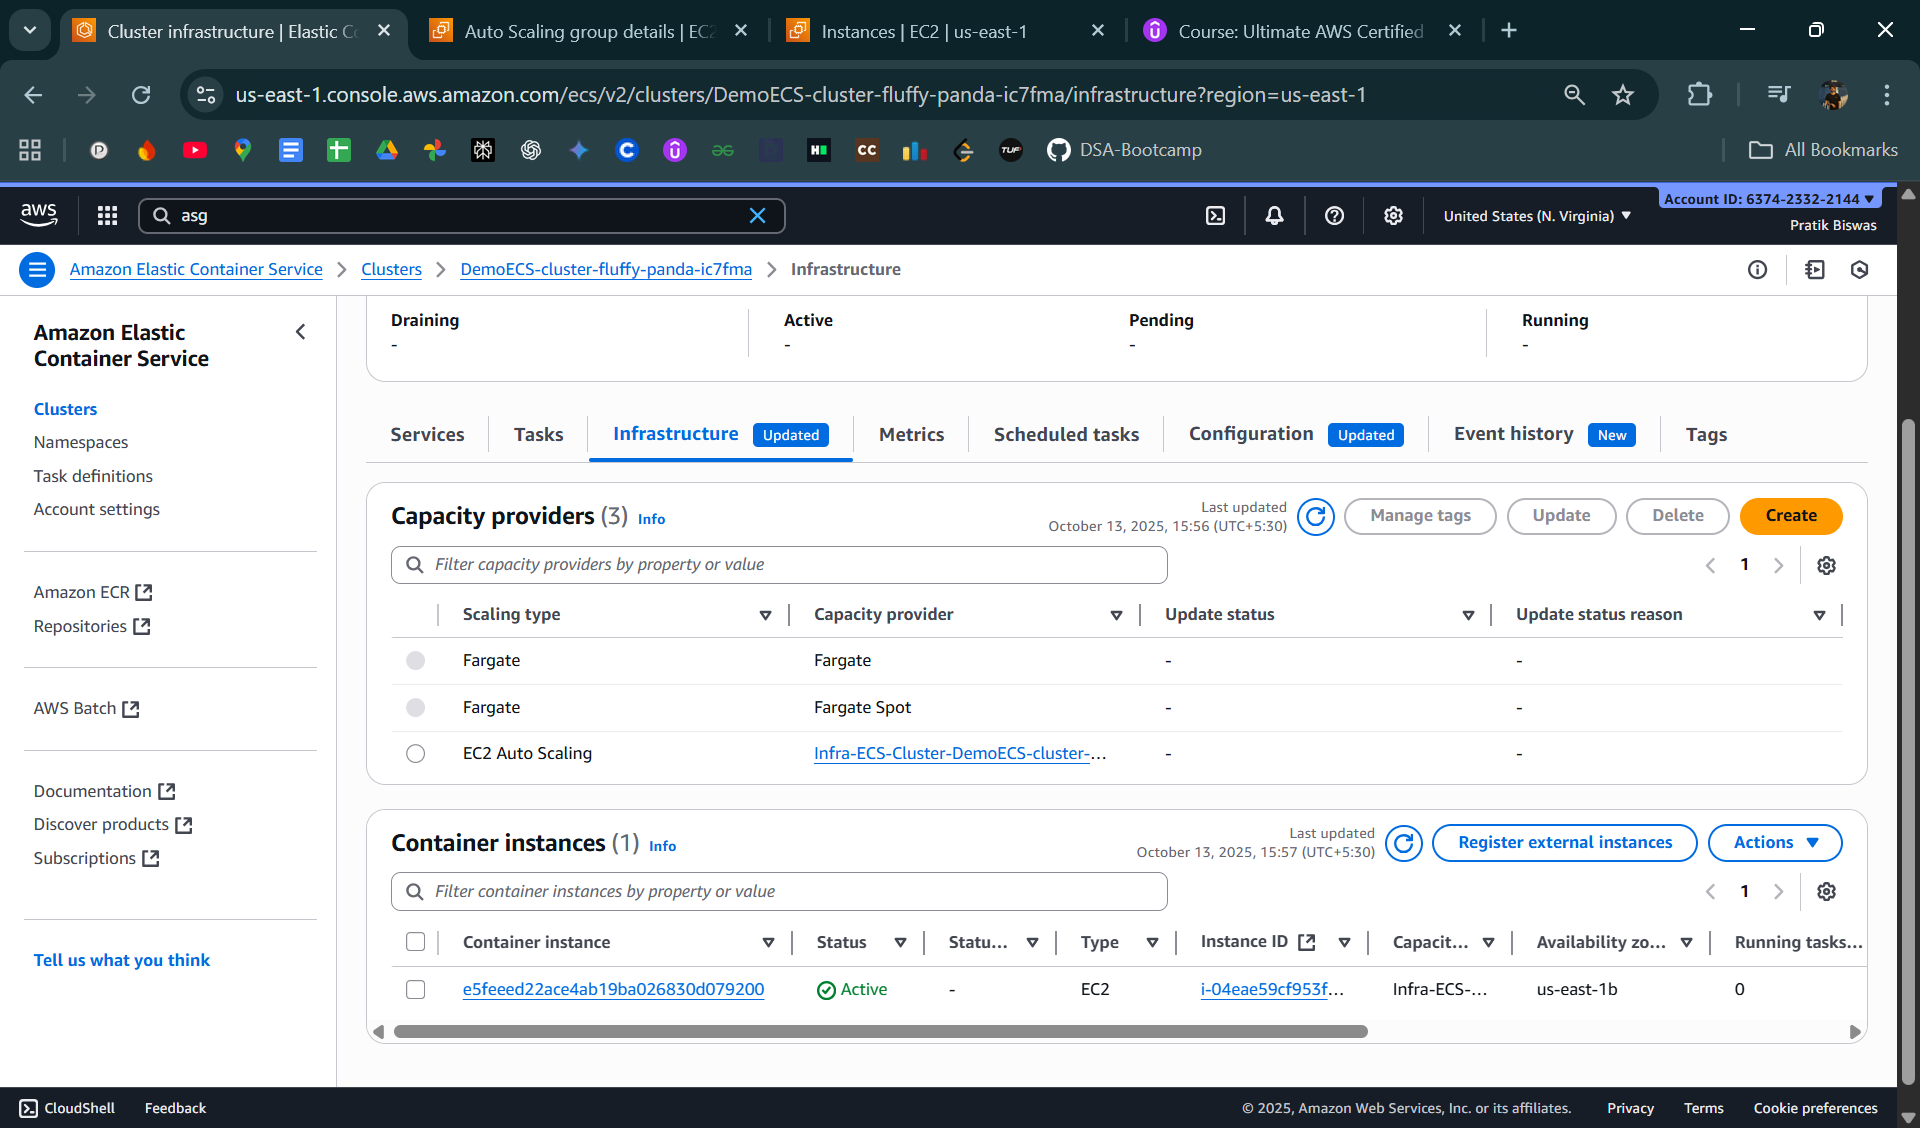 Cluster infrastructure | Elastic Co
Auto Scaling group details | EC2
Instances | EC2 | us-east-1
Course: Ultimate AWS Certified
us-east-1.console.aws.amazon.com/ecs/v2/clusters/DemoECS-cluster-fluffy-panda-ic7fma/infrastructure?region=us-east-1
DSA-Bootcamp
All Bookmarks
aws
asg
United States (N. Virginia)
Account ID: 6374-2332-2144
Pratik Biswas
Amazon Elastic Container Service
Clusters
DemoECS-cluster-fluffy-panda-ic7fma
Infrastructure
Amazon Elastic
Container Service
Clusters
Namespaces
Task definitions
Account settings
Amazon ECR
Repositories
AWS Batch
Documentation
Discover products
Subscriptions
Tell us what you think
Draining
-
Active
-
Pending
-
Running
-
Services
Tasks
Infrastructure Updated
Metrics
Scheduled tasks
Configuration Updated
Event history New
Tags
Capacity providers (3) Info
Last updated
October 13, 2025, 15:56 (UTC+5:30)
Manage tags
Update
Delete
Create
Filter capacity providers by property or value
1
Scaling type Capacity provider Update status Update status reason
Fargate Fargate - -
Fargate Fargate Spot - -
EC2 Auto Scaling Infra-ECS-Cluster-DemoECS-cluster-... - -
Container instances (1) Info
Last updated
October 13, 2025, 15:57 (UTC+5:30)
Register external instances
Actions
Filter container instances by property or value
1
Container instance Status Statu... Type Instance ID Capacit... Availability zo... Running tasks...
e5feeed22ace4ab19ba026830d079200 Active - EC2 i-04eae59cf953f... Infra-ECS-... us-east-1b 0
CloudShell
Feedback
© 2025, Amazon Web Services, Inc. or its affiliates.
Privacy
Terms
Cookie preferences